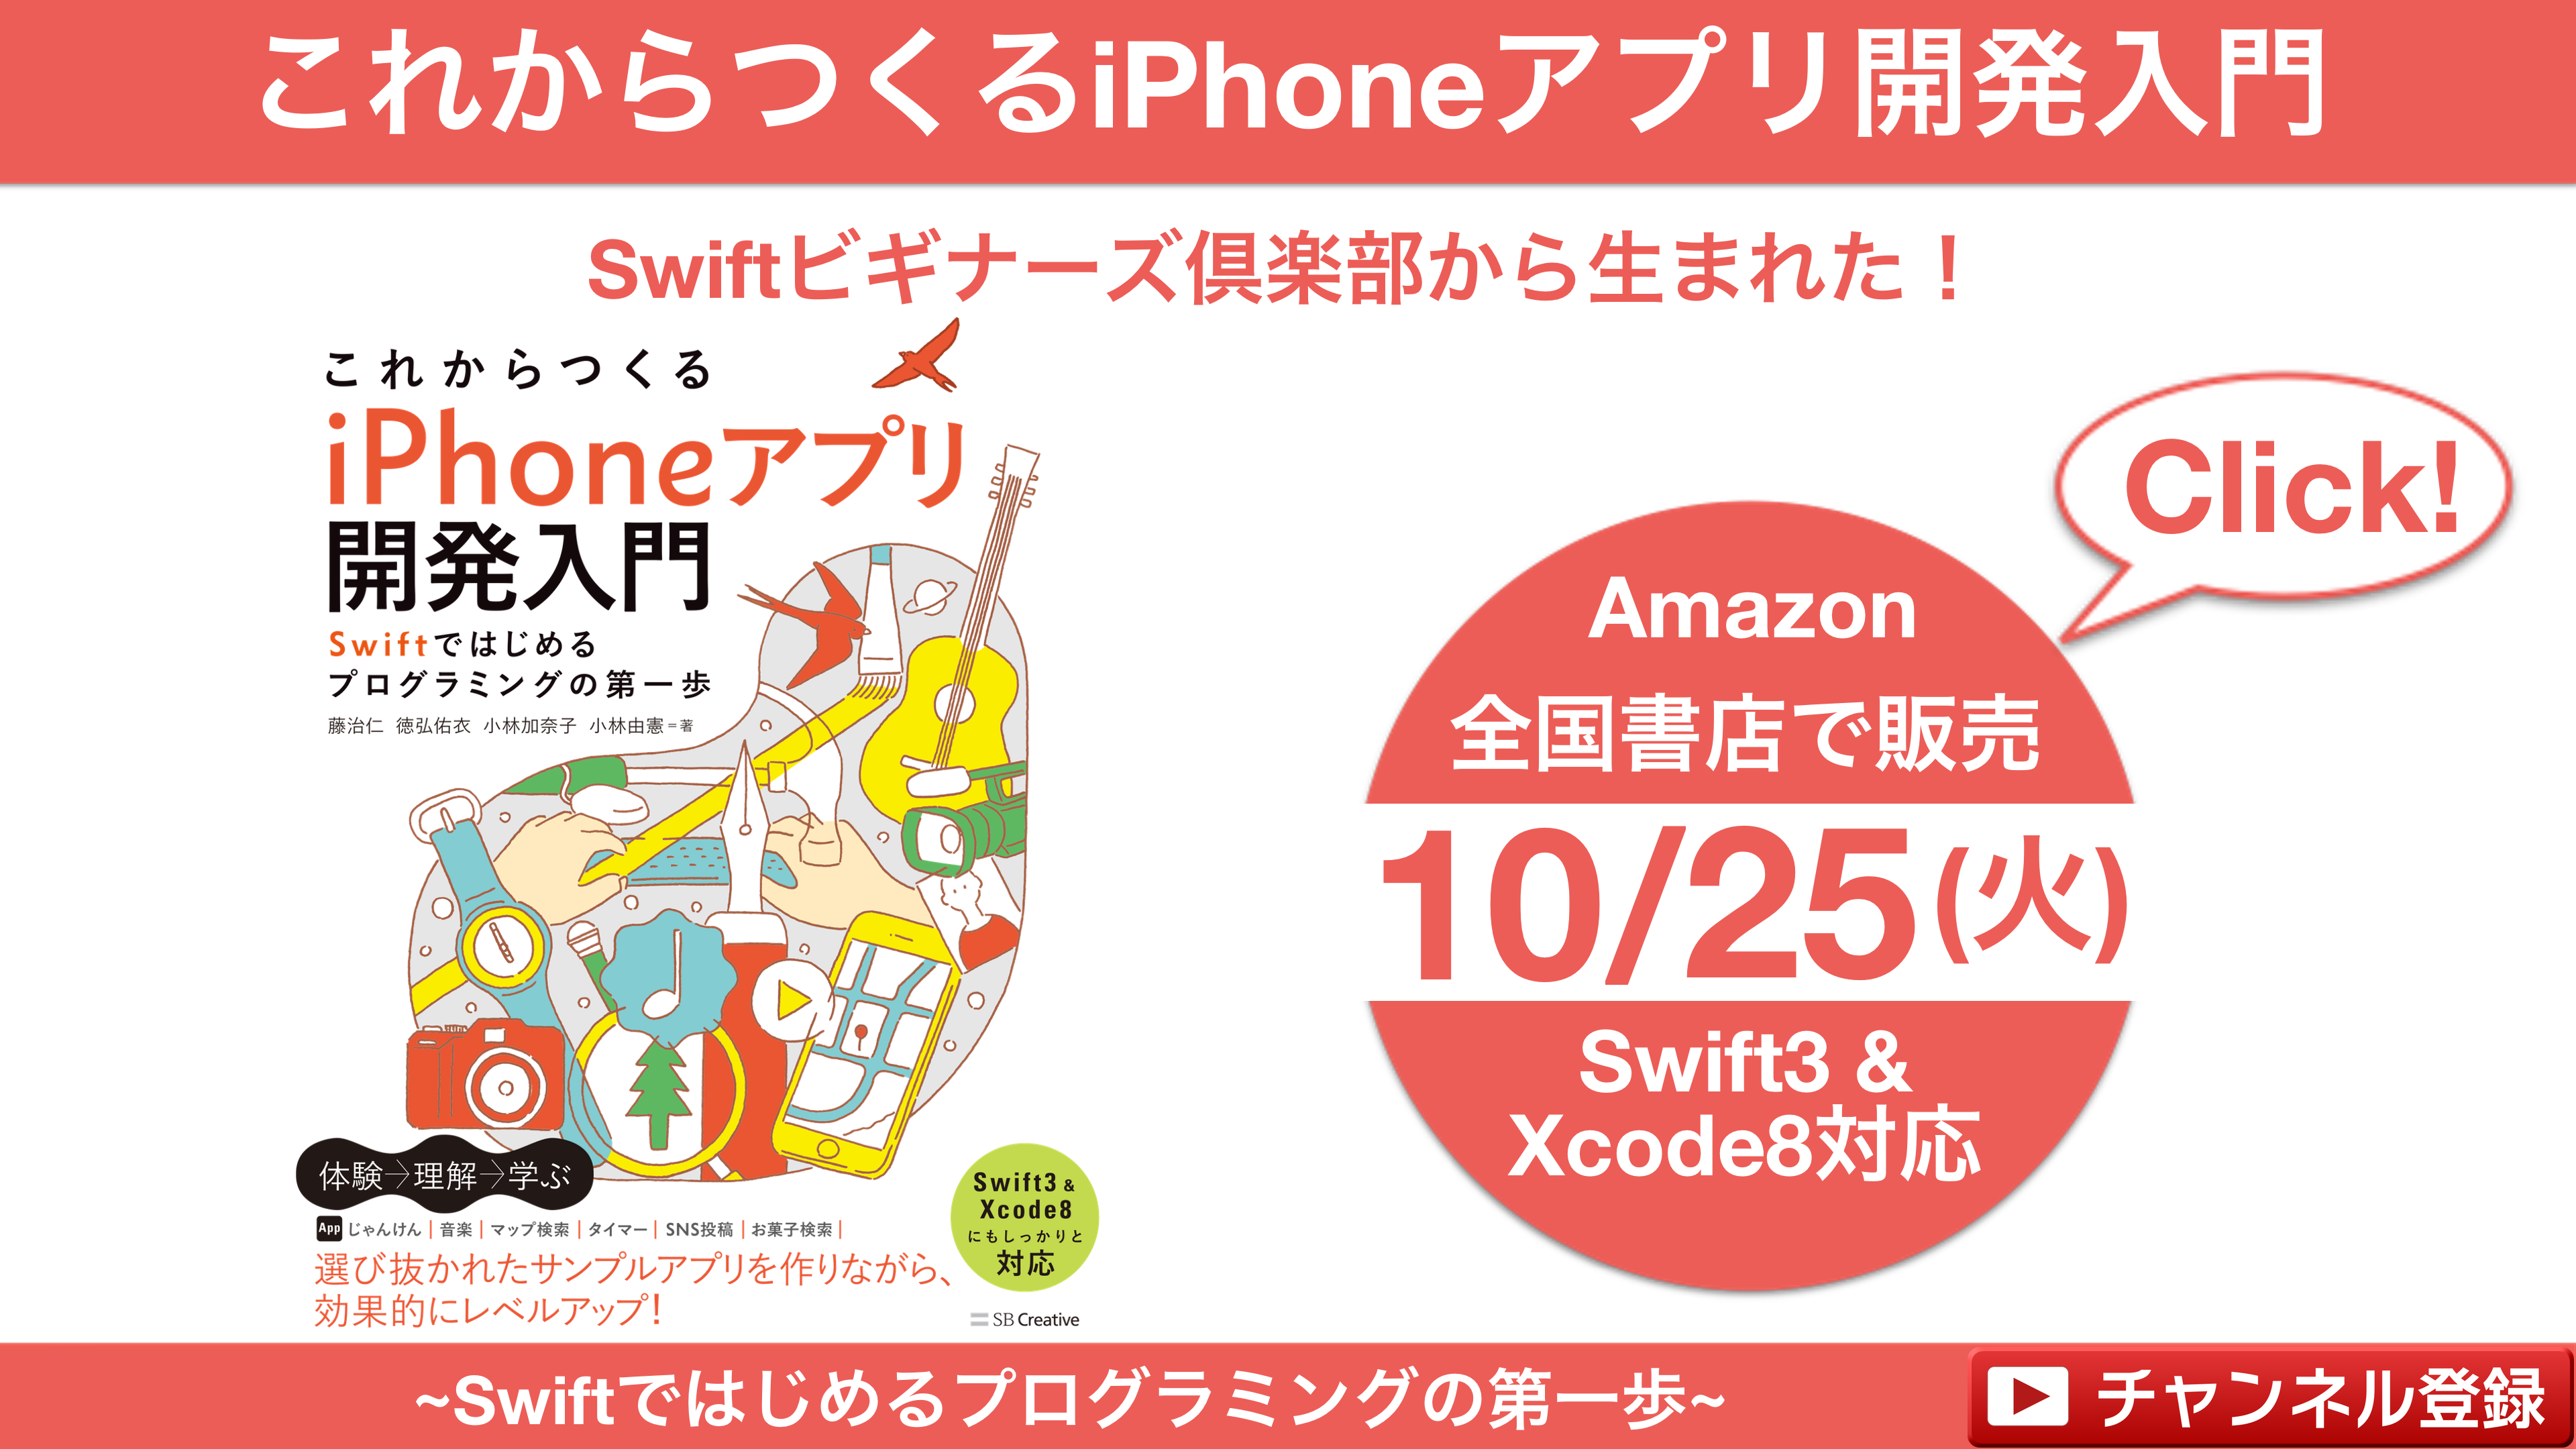 これからつくるiPhoneアプリ開発入門
Swiftビギナーズ倶楽部から生まれた！
これからつくる
iPhoneアプリ
開発入門
Swiftではじめる
プログラミングの第一歩
藤治仁 徳弘佑衣 小林加奈子 小林由憲=著
体験→理解→学ぶ
App じゃんけん | 音楽 | マップ検索 | タイマー | SNS投稿 | お菓子検索 |
選び抜かれたサンプルアプリを作りながら、
効果的にレベルアップ！
Swift3 &
Xcode8
にもしっかりと
対応
SB Creative
Click!
Amazon
全国書店で販売
10/25(火)
Swift3 &
Xcode8対応
~Swiftではじめるプログラミングの第一歩~
チャンネル登録